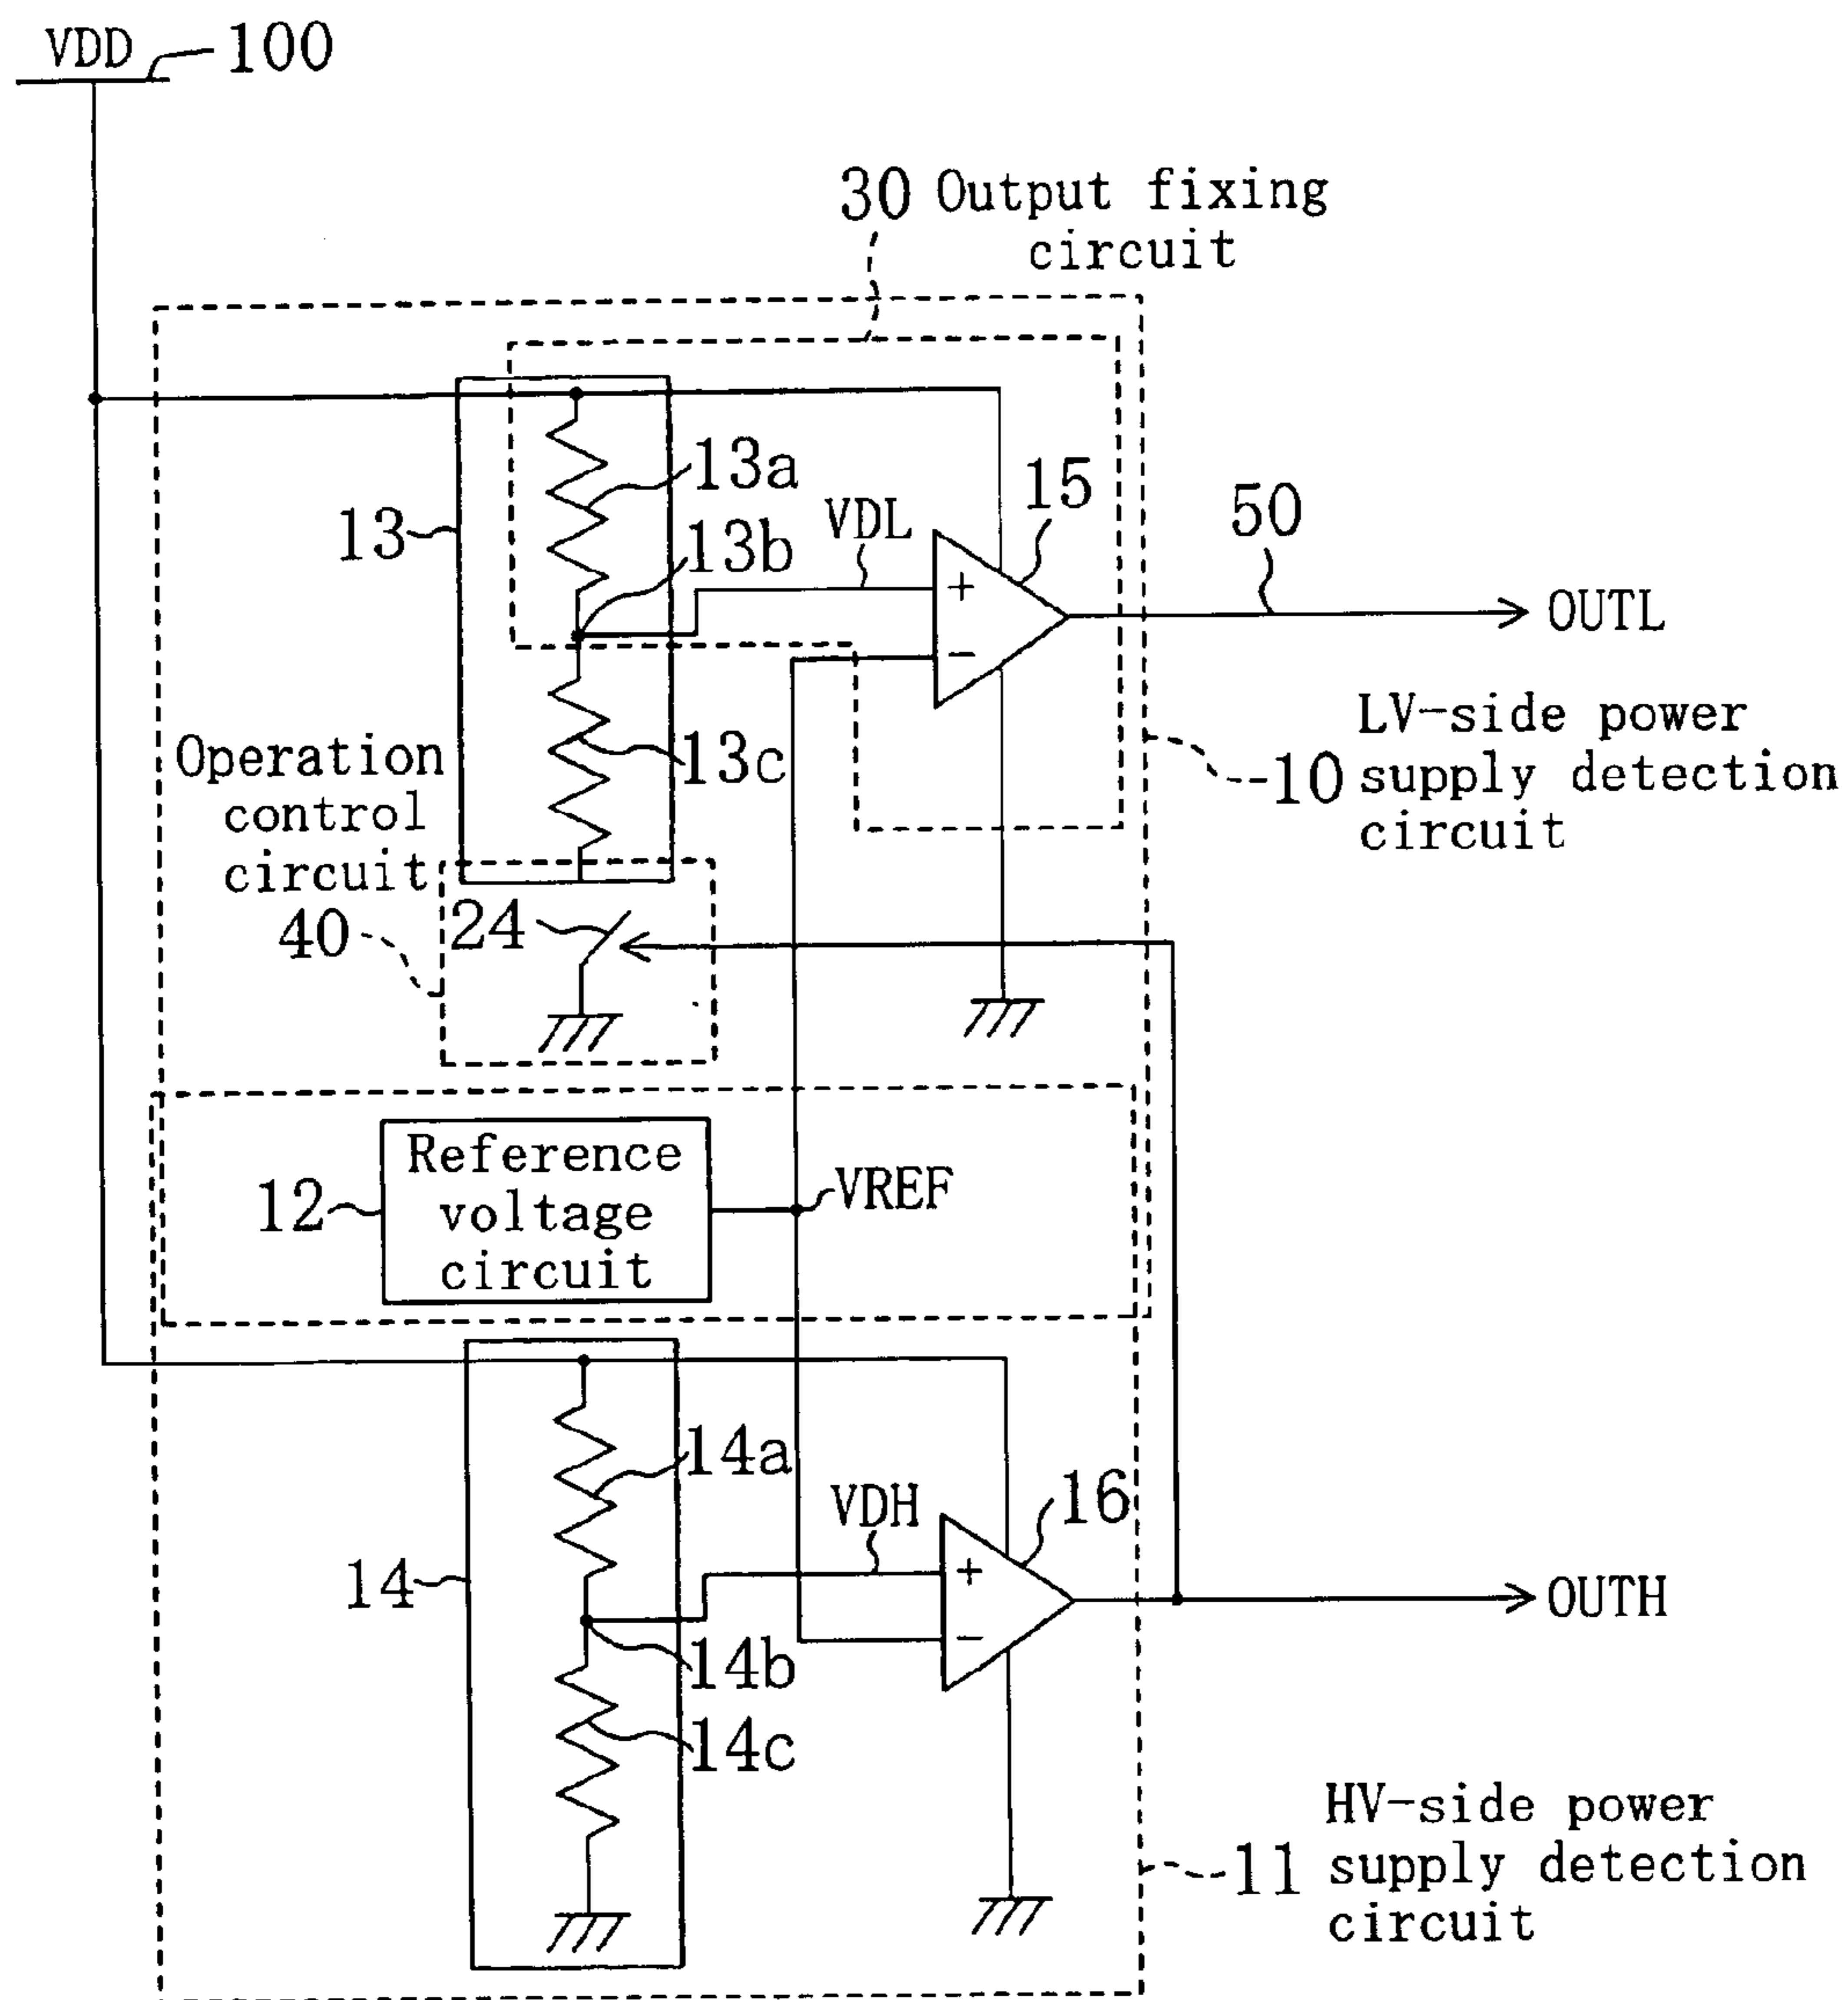 VDD
100
30 Output fixing
circuit
13a
13
13b
VDL
15
50
+
−
OUTL
13c
LV-side power
10 supply detection
circuit
Operation
control
circuit
40
24
Reference
voltage
circuit
12
VREF
14a
VDH
16
14
+
−
OUTH
14b
14c
HV-side power
11 supply detection
circuit